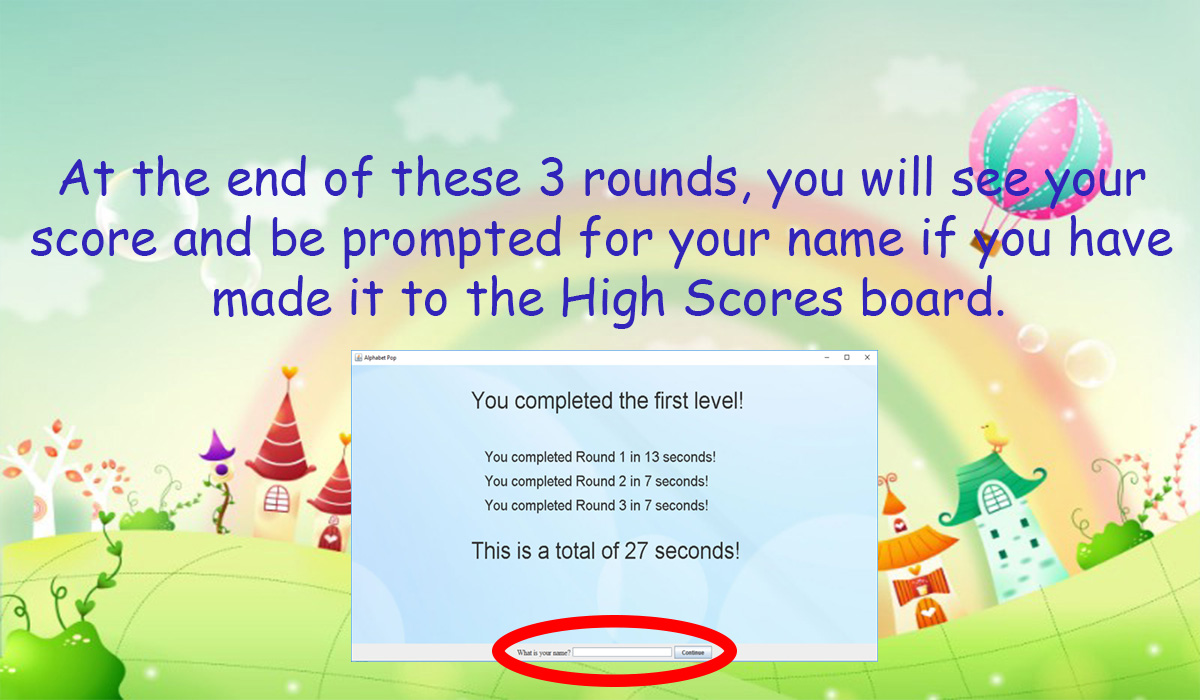 At the end of these 3 rounds, you will see your
score and be prompted for your name if you have
made it to the High Scores board.
Alphabet Pop
You completed the first level!
You completed Round 1 in 13 seconds!
You completed Round 2 in 7 seconds!
You completed Round 3 in 7 seconds!
This is a total of 27 seconds!
What is your name? Continue